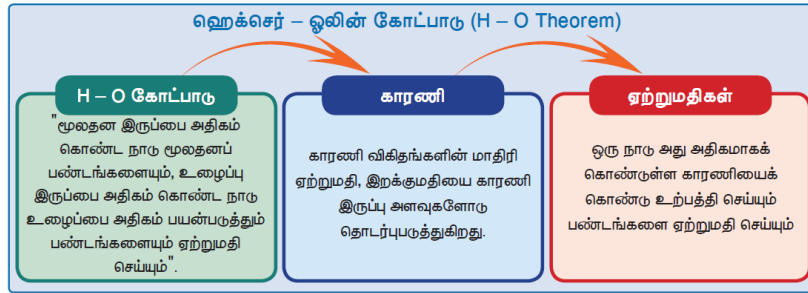 ஹெக்செர் – ஓலின் கோட்பாடு (H – O Theorem)
H – O கோட்பாடு
"மூலதன இருப்பை அதிகம்
கொண்ட நாடு மூலதனப்
பண்டங்களையும், உழைப்பு
இருப்பை அதிகம் கொண்ட நாடு
உழைப்பை அதிகம் பயன்படுத்தும்
பண்டங்களையும் ஏற்றுமதி
செய்யும்".
காரணி
காரணி விகிதங்களின் மாதிரி
ஏற்றுமதி, இறக்குமதியை காரணி
இருப்பு அளவுகளோடு
தொடர்புபடுத்துகிறது.
ஏற்றுமதிகள்
ஒரு நாடு அது அதிகமாகக்
கொண்டுள்ள காரணியைக்
கொண்டு உற்பத்தி செய்யும்
பண்டங்களை ஏற்றுமதி செய்யும்